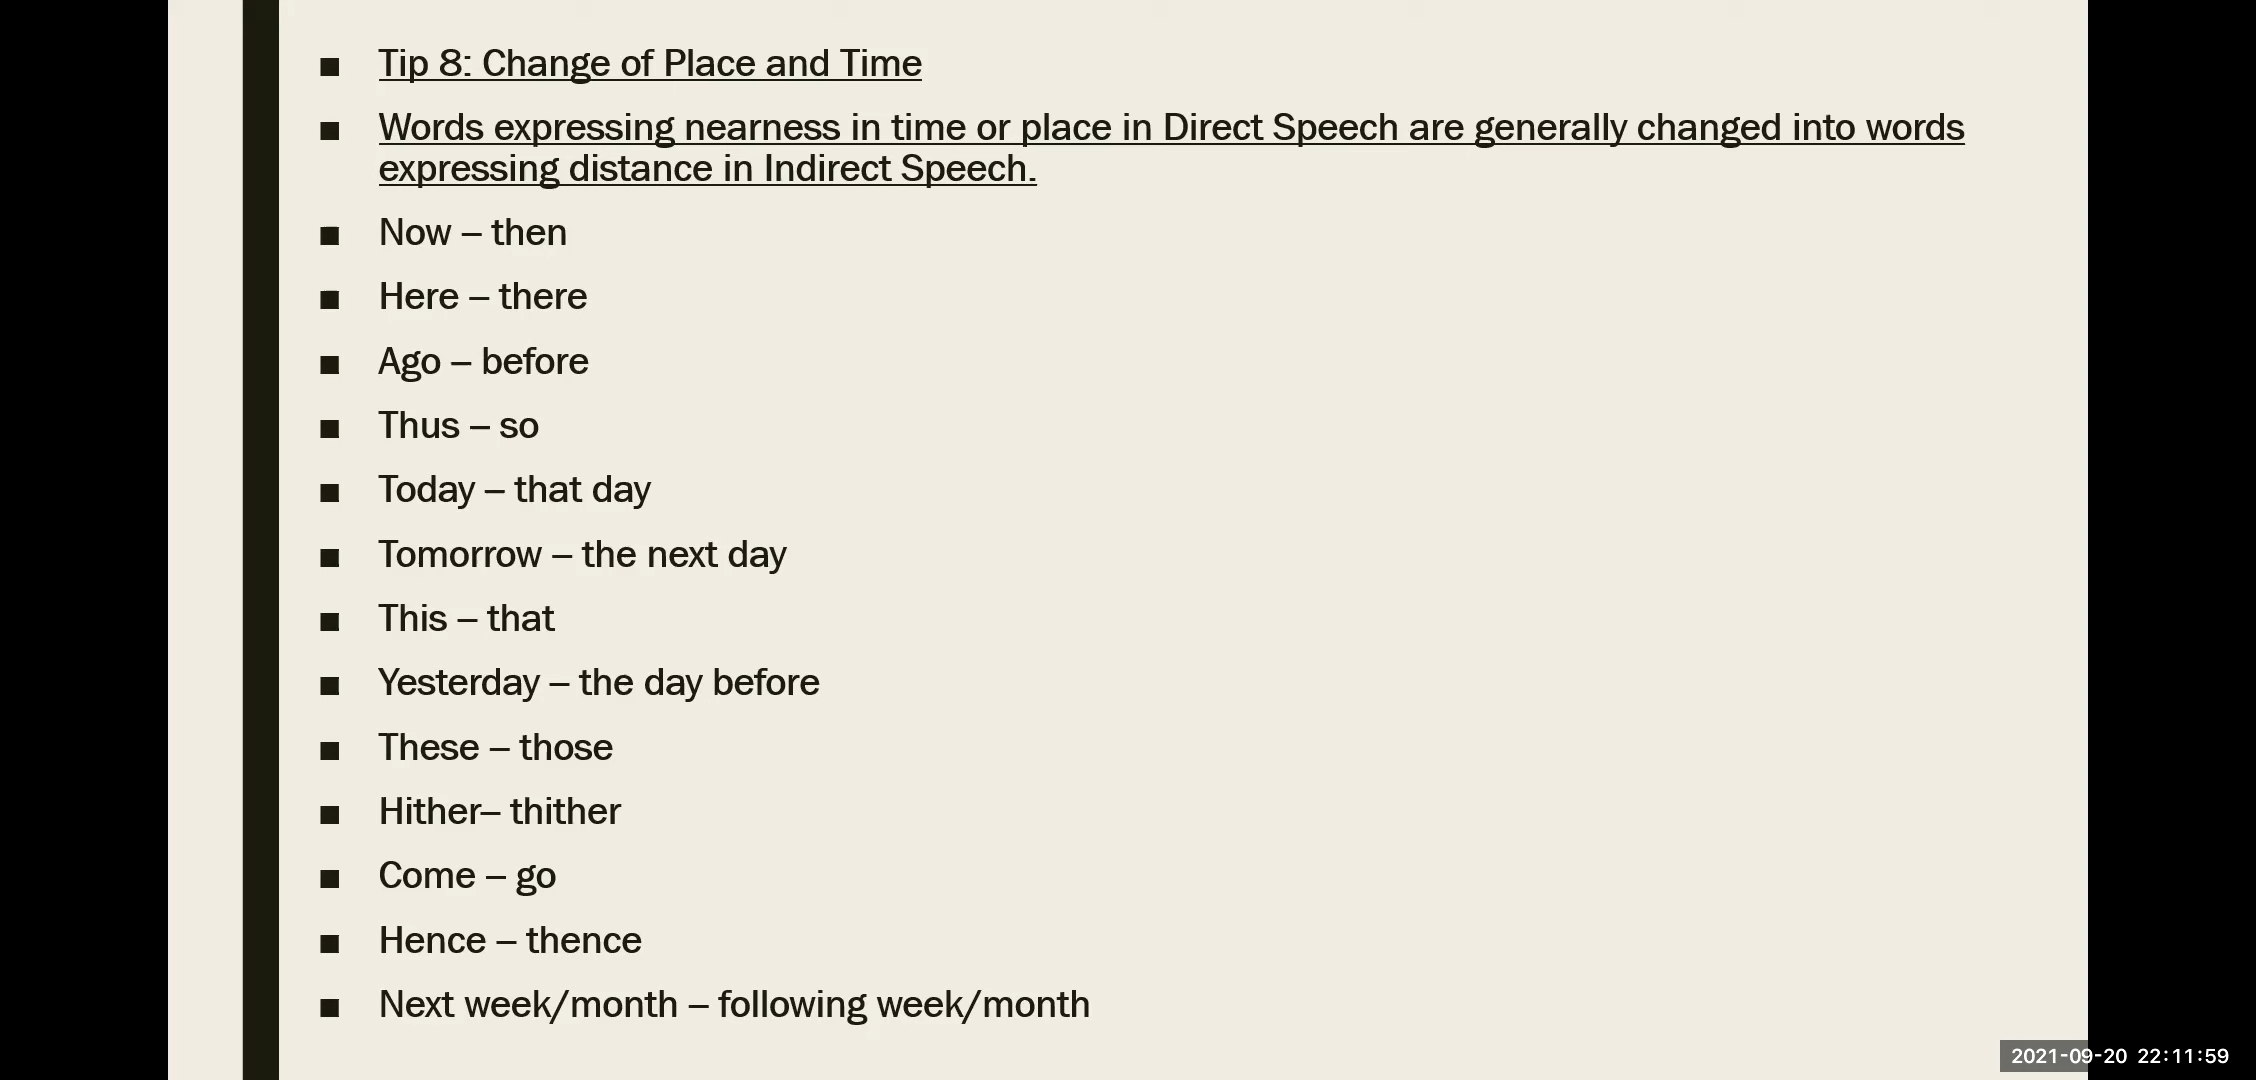 ■ Tip 8: Change of Place and Time
■ Words expressing nearness in time or place in Direct Speech are generally changed into words
expressing distance in Indirect Speech.
■ Now – then
■ Here – there
■ Ago – before
■ Thus – so
■ Today – that day
■ Tomorrow – the next day
■ This – that
■ Yesterday – the day before
■ These – those
■ Hither– thither
■ Come – go
■ Hence – thence
■ Next week/month – following week/month
2021-09-20 22:11:59